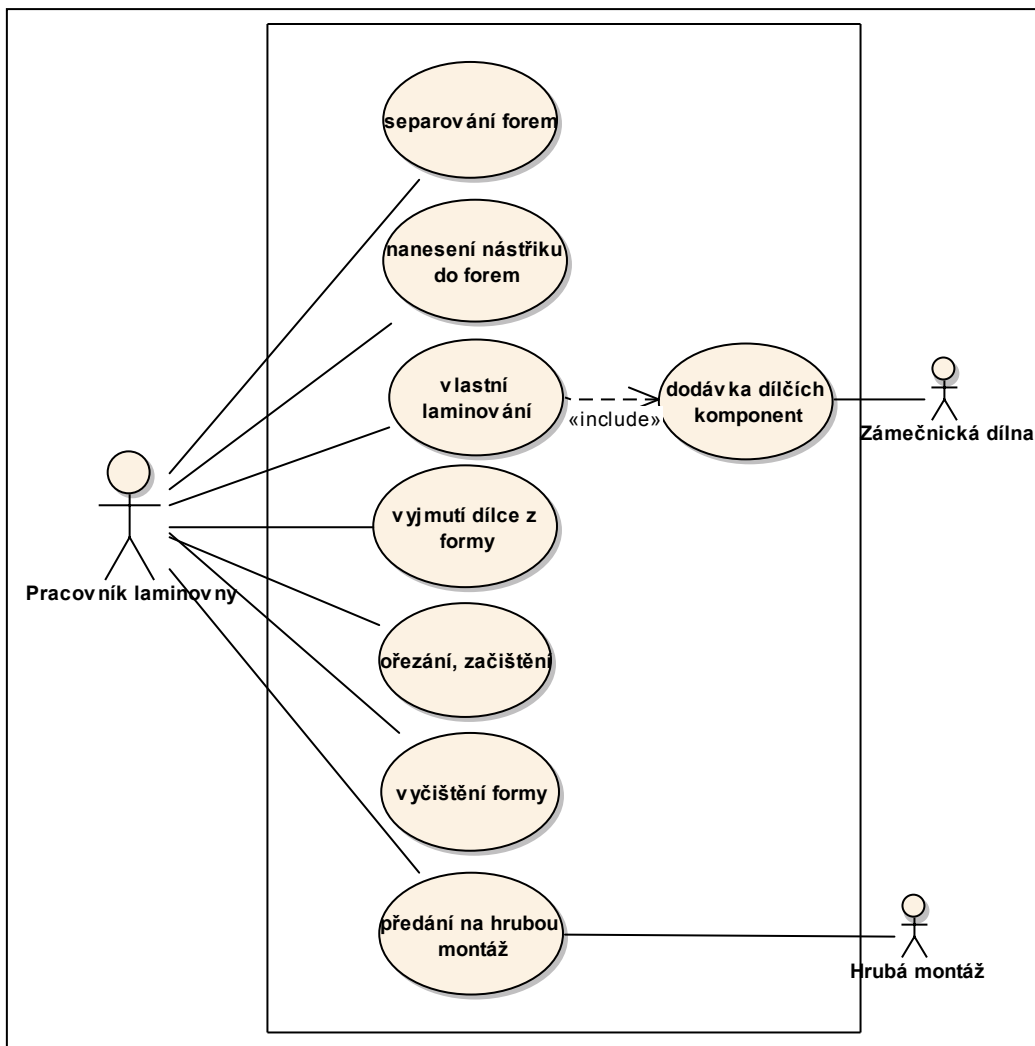 separování forem
nanesení nástřiku
do forem
vlastní
laminování
«include»
dodávka dílčích
komponent
Zámečnická dílna
vyjmutí dílce z
formy
Pracovník laminovny
ořezání, začištění
vyčištění formy
předání na hrubou
montáž
Hrubá montáž